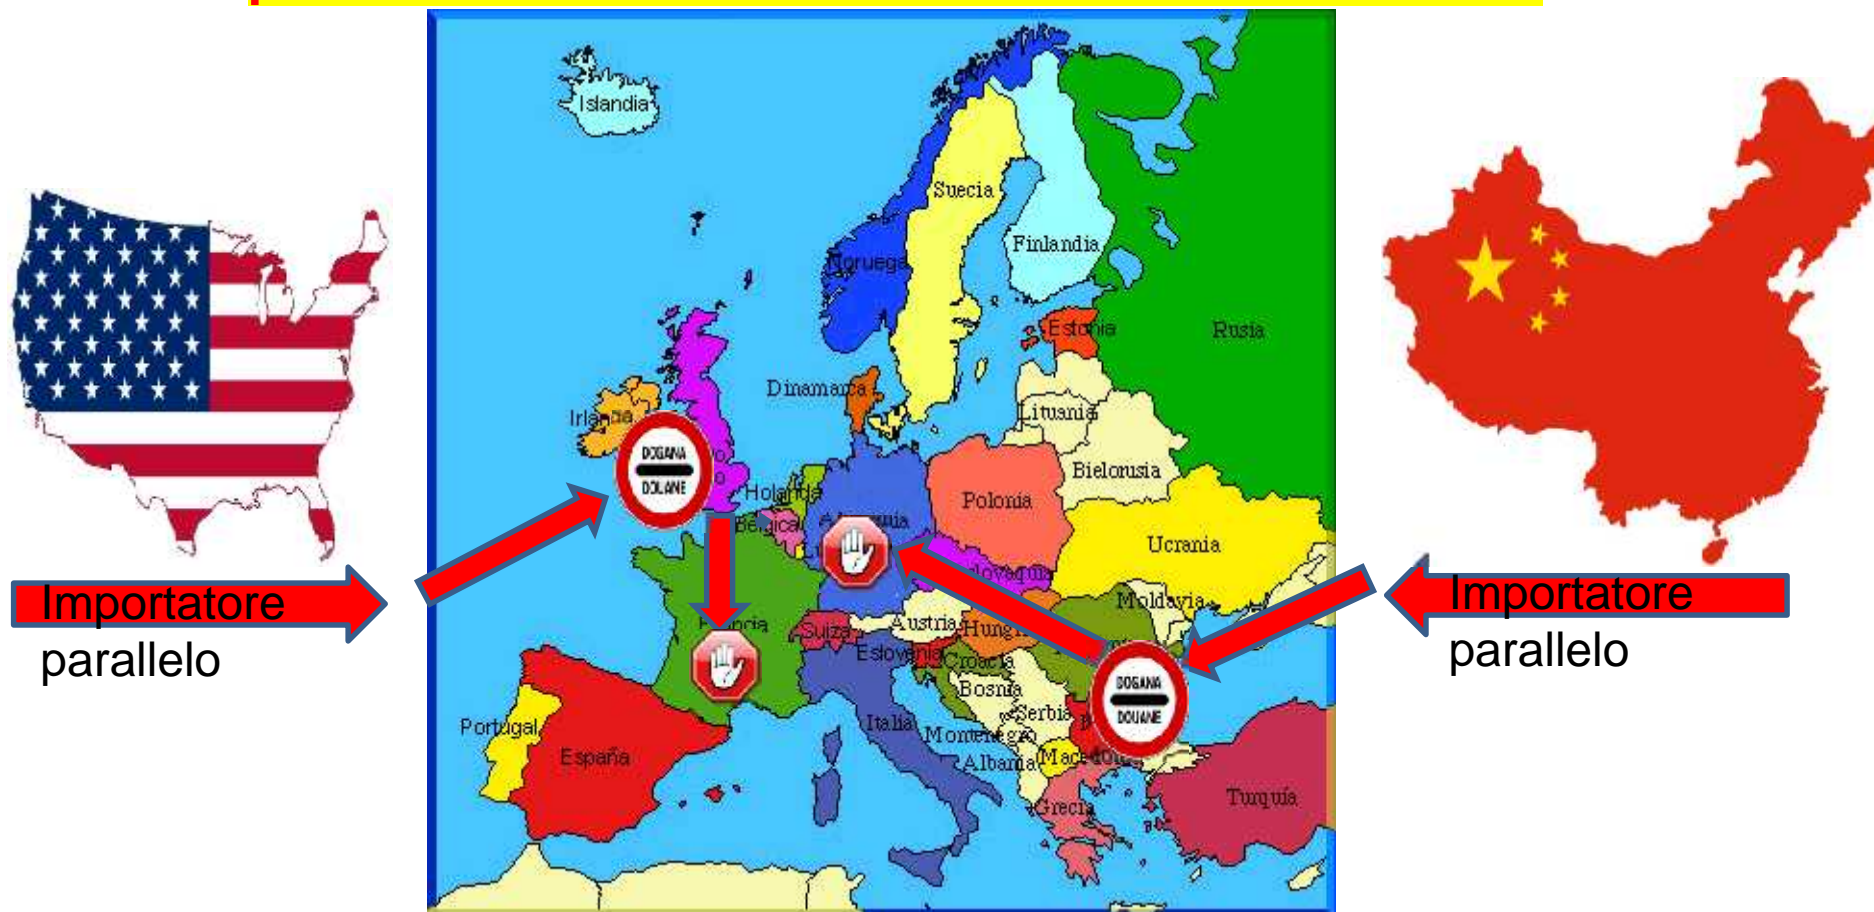 Islandia
Suecia
Finlandia
Noruega
Rusia
Estonia
Dinamarca
Irlanda
Lituania
Bielorusia
DOGANA
DOUANE
Holanda
Polonia
Belgica
Ucrania
Importatore
parallelo
Moldavia
Importatore
parallelo
Suiza
Austria
Eslovenia
Croacia
Bosnia
Serbia
DOGANA
DOUANE
Portugal
España
Italia
Montenegro
Albania
Grecia
Turquía